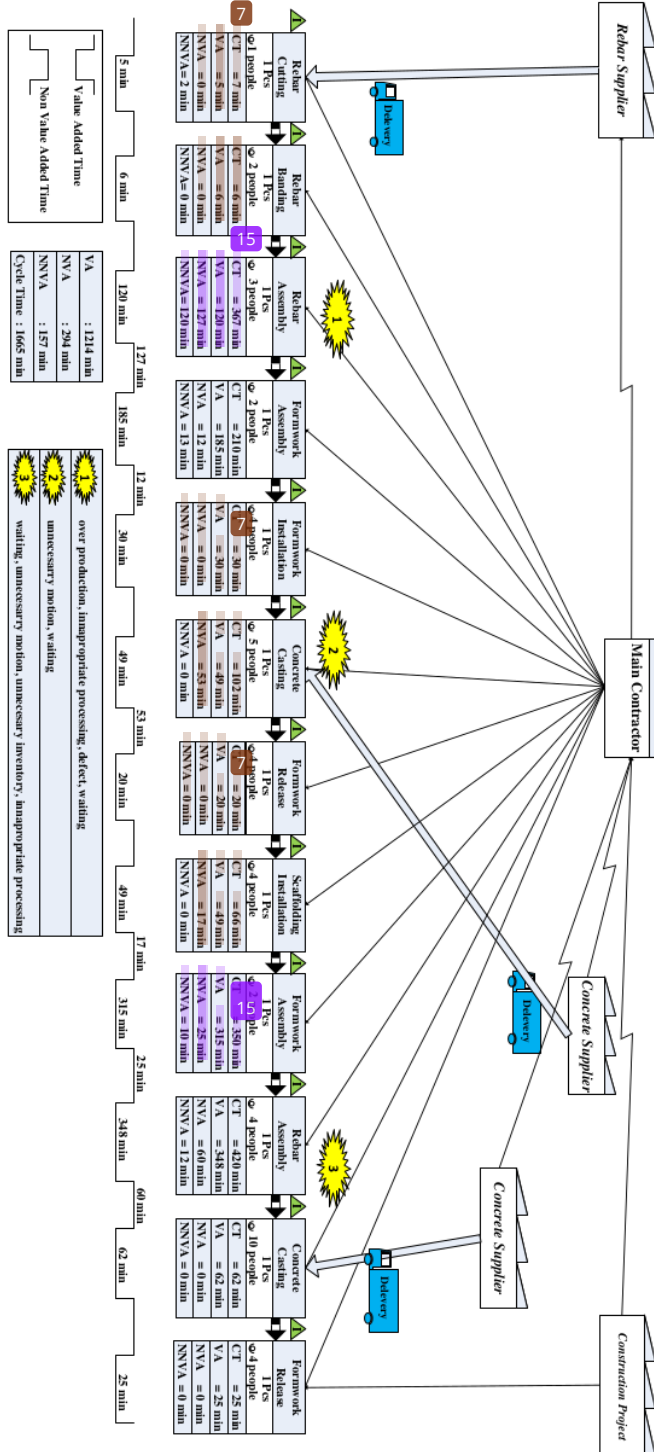 Rebar Supplier
Main Contractor
Construction Project
Concrete Supplier
Concrete Supplier
Delevery
Delevery
Delevery
1
2
3
7
15
7
7
15
I
I
I
I
I
I
I
I
I
I
I
I
Rebar
Cutting
1 Pcs
1 people
CT = 7 min
VA = 5 min
NVA = 0 min
NNVA= 2 min
Rebar
Banding
1 Pcs
2 people
CT = 6 min
VA = 6 min
NVA = 0 min
NNVA= 0 min
Rebar
Assembly
1 Pcs
3 people
CT = 367 min
VA = 120 min
NVA = 127 min
NNVA= 120 min
Formwork
Assembly
1 Pcs
2 people
CT = 210 min
VA = 185 min
NVA = 12 min
NNVA = 13 min
Formwork
Installation
1 Pcs
people
= 30 min
VA = 30 min
NVA = 0 min
NNVA = 0 min
Concrete
Casting
1 Pcs
5 people
CT = 102 min
VA = 49 min
NVA = 53 min
NNVA = 0 min
Formwork
Release
1 Pcs
people
= 20 min
VA = 20 min
NVA = 0 min
NNVA = 0 min
Scaffolding
Installation
1 Pcs
4 people
CT = 66 min
VA = 49 min
NVA = 17 min
NNVA = 0 min
Formwork
Assembly
1 Pcs
= 350 min
VA = 315 min
NVA = 25 min
NNVA = 10 min
Rebar
Assembly
1 Pcs
4 people
CT = 420 min
VA = 348 min
NVA = 60 min
NNVA = 12 min
Concrete
Casting
1 Pcs
10 people
CT = 62 min
VA = 62 min
NVA = 0 min
NNVA = 0 min
Formwork
Release
1 Pcs
4 people
CT = 25 min
VA = 25 min
NVA = 0 min
NNVA = 0 min
5 min
6 min
120 min
127 min
185 min
12 min
30 min
49 min
53 min
20 min
49 min
17 min
315 min
25 min
348 min
60 min
62 min
25 min
Value Added Time
Non Value Added Time
VA : 1214 min
NVA : 294 min
NNVA : 157 min
Cycle Time : 1665 min
1 over production, innapropriate processing, defect, waiting
2 unnecesarry motion, waiting
3 waiting, unnecesarry motion, unnecesary inventory, innapropriate processing